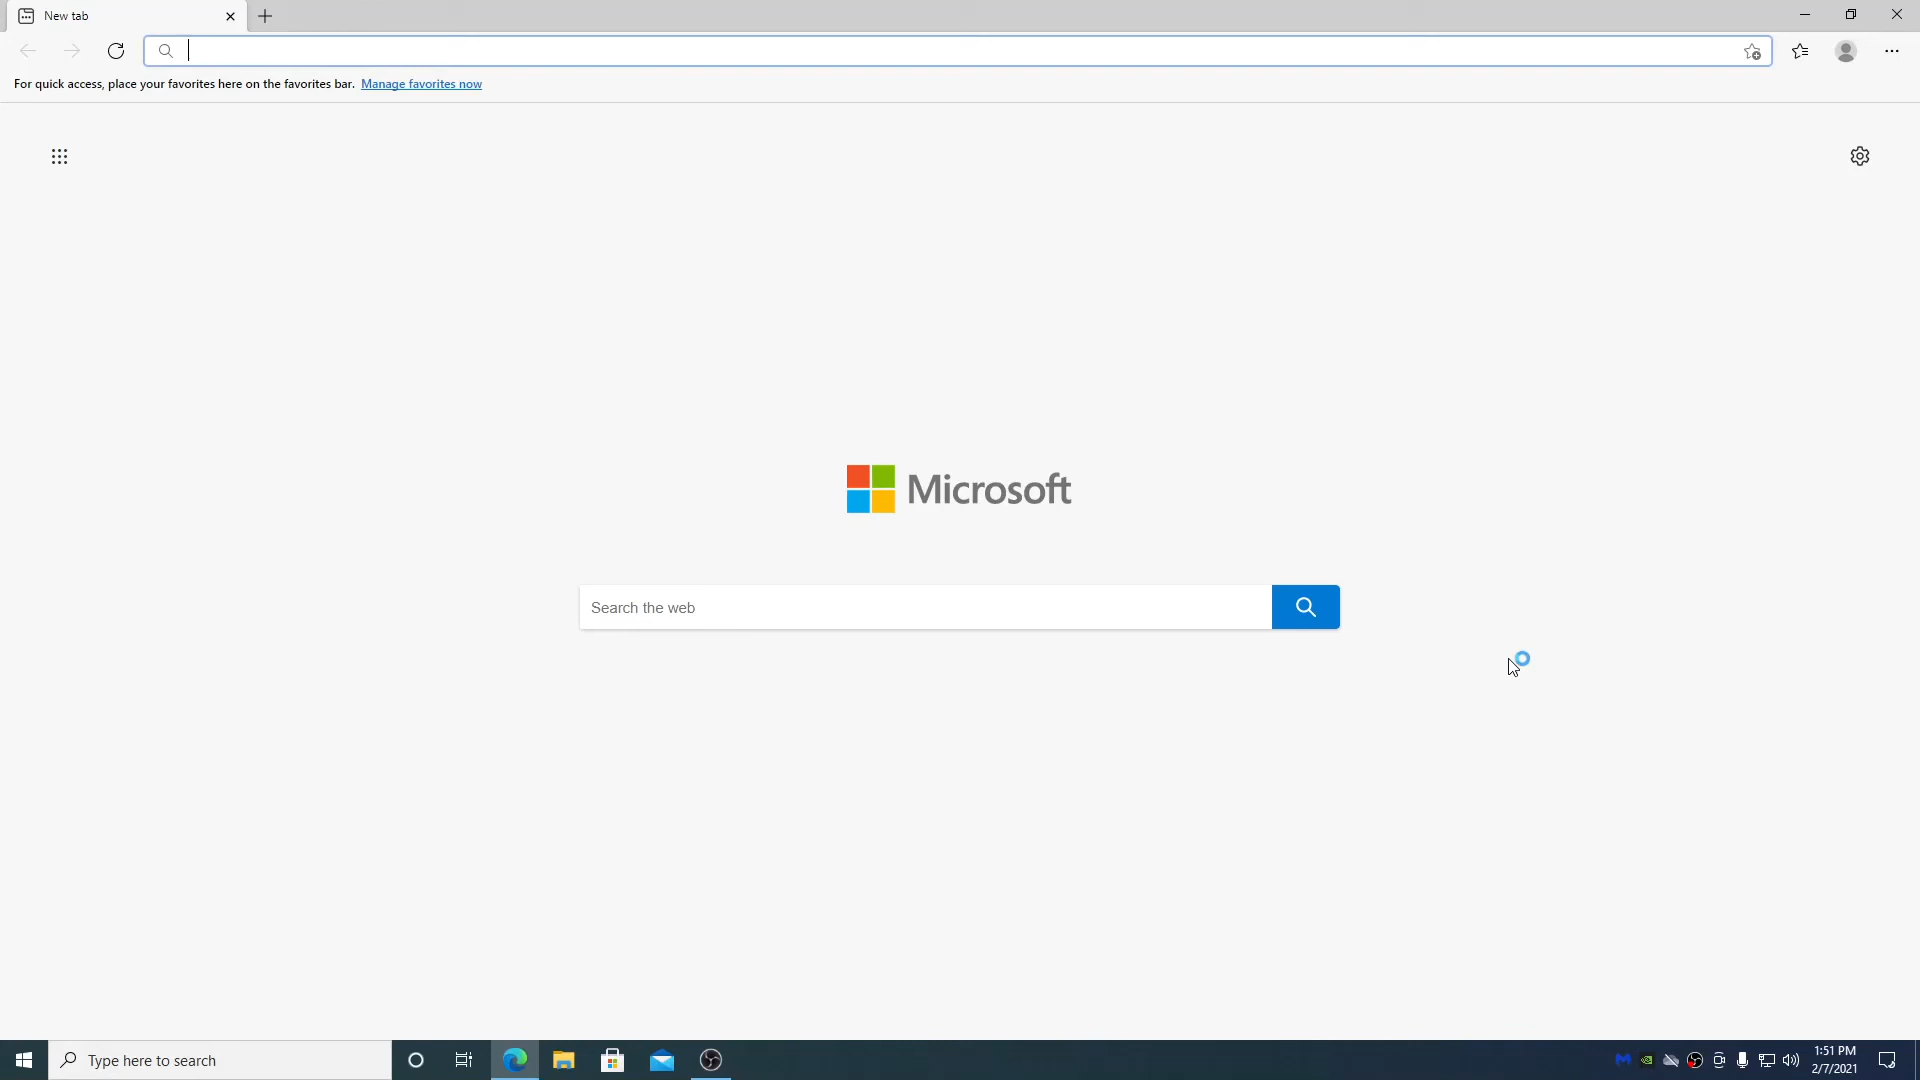 New tab
For quick access, place your favorites here on the favorites bar. Manage favorites now
Microsoft
Search the web
Type here to search
1:51 PM
2/7/2021